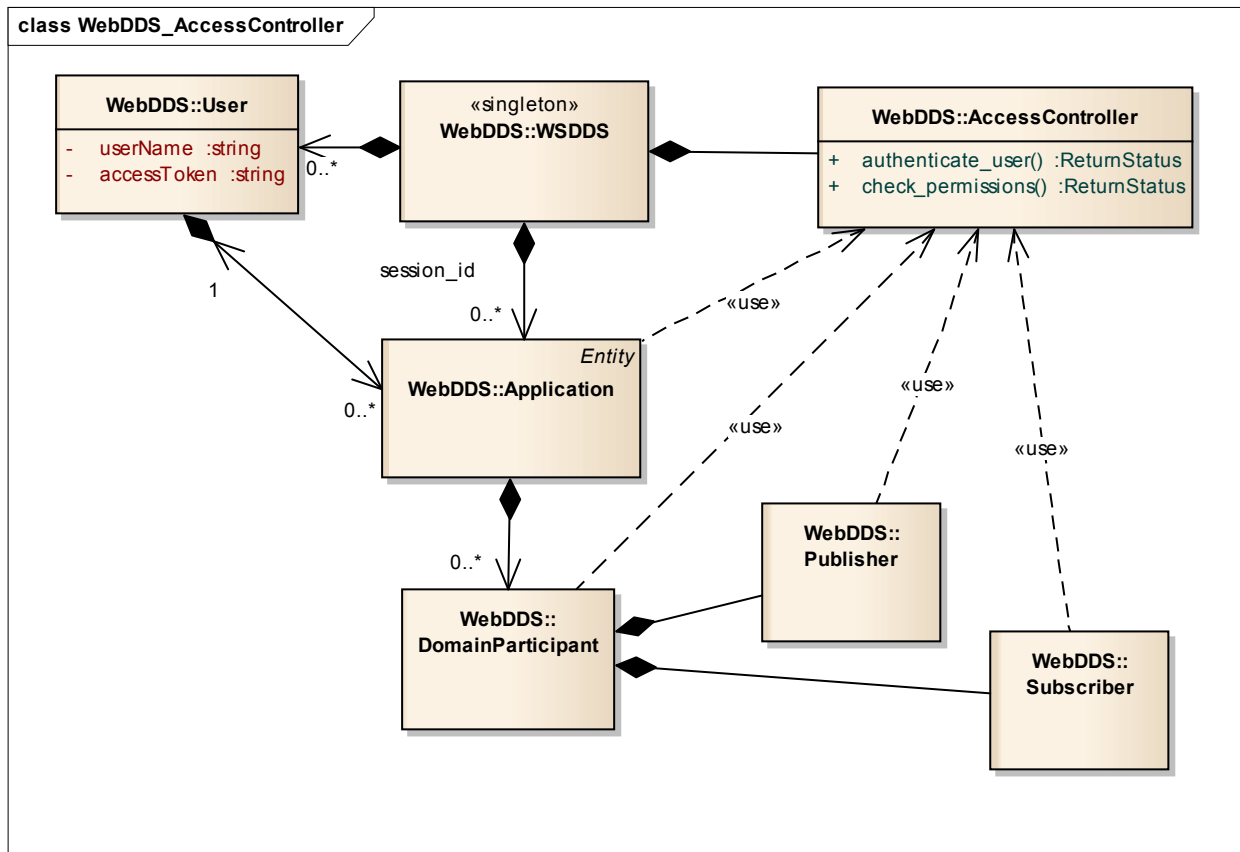 class WebDDS_AccessController
WebDDS::User
- userName :string
- accessToken :string
0..*
«singleton»
WebDDS::WSDDS
WebDDS::AccessController
+ authenticate_user() :ReturnStatus
+ check_permissions() :ReturnStatus
1
session_id
0..*
«use»
Entity
WebDDS::Application
0..*
«use»
«use»
«use»
0..*
WebDDS::
Publisher
WebDDS::
DomainParticipant
WebDDS::
Subscriber